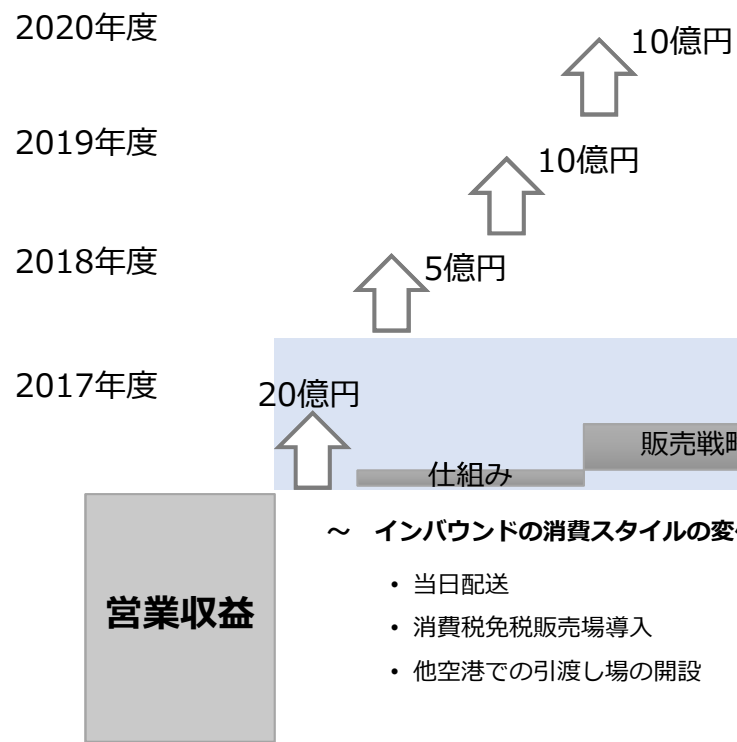 2020年度
10億円
2019年度
10億円
2018年度
5億円
2017年度
20億円
販売戦
仕組み
～ インバウンドの消費スタイルの変
営業収益
• 当日配送
• 消費税免税販売場導入
• 他空港での引渡し場の開設